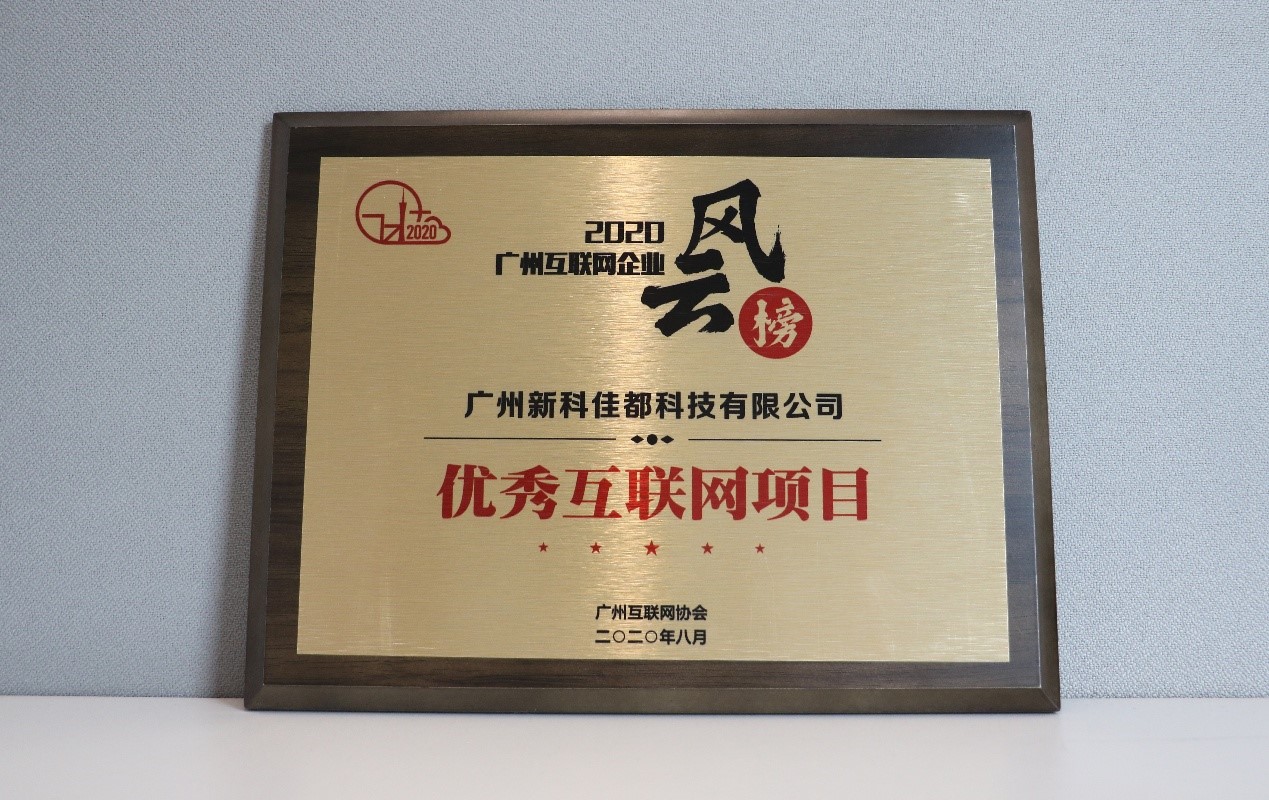 2020
2020
广州互联网企业
风云
榜
广州新科佳都科技有限公司
优秀互联网项目
广州互联网协会
二〇二〇年八月